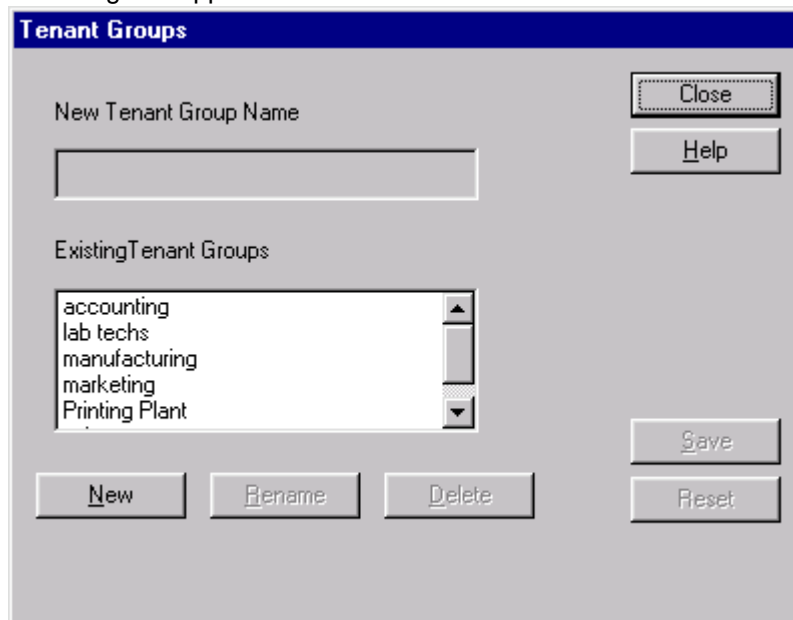 Tenant Groups
Close
New Tenant Group Name
Help
ExistingTenant Groups
accounting
lab techs
manufacturing
marketing
Printing Plant
Save
New
Rename
Delete
Reset